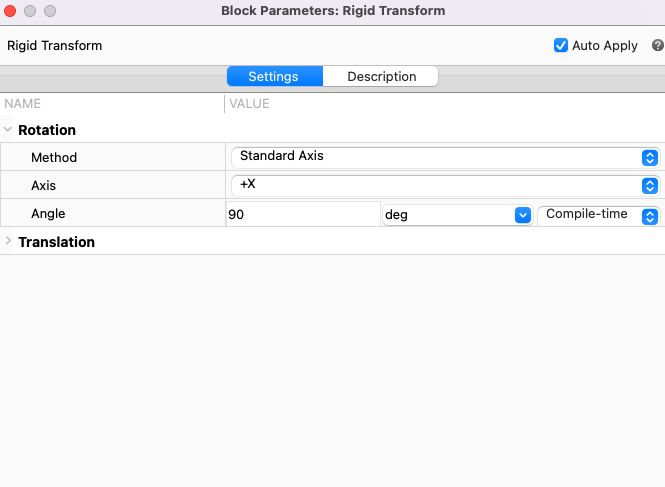 Block Parameters: Rigid Transform
Rigid Transform Auto Apply ?
Settings Description
NAME VALUE
Rotation
Method Standard Axis
Axis +X
Angle 90 deg Compile-time
Translation